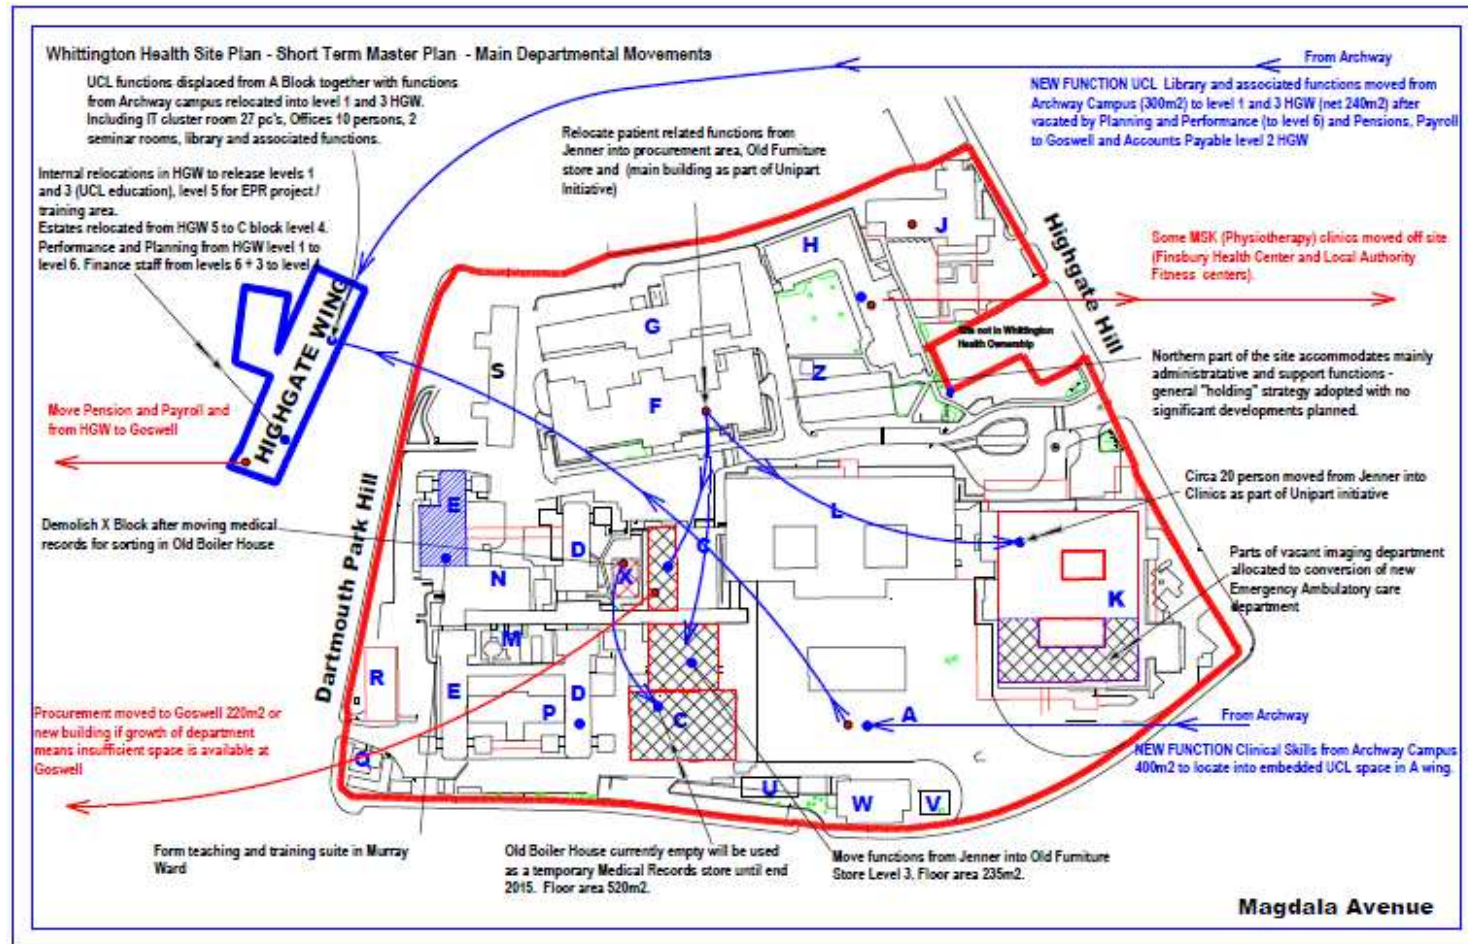 Whittington Health Site Plan - Short Term Master Plan - Main Departmental Movements
UCL functions displaced from A Block together with functions
from Archway campus relocated into level 1 and 3 HGW.
Including IT cluster room 27 pc's, Offices 10 persons, 2
seminar rooms, library and associated functions.
Internal relocations in HGW to release levels 1
and 3 (UCL education), level 5 for EPR project /
training area.
Estates relocated from HGW 5 to C block level 4.
Performance and Planning from HGW level 1 to
level 6. Finance staff from levels 6 + 3 to level
Relocate patient related functions from
Jenner into procurement area, Old Furniture
store and (main building as part of Unipart
Initiative)
From Archway
NEW FUNCTION UCL Library and associated functions moved from
Archway Campus (300m2) to level 1 and 3 HGW (net 240m2) after
vacated by Planning and Performance (to level 6) and Pensions, Payroll
to Goswell and Accounts Payable level 2 HGW
Some MSK (Physiotherapy) clinics moved off site
(Finsbury Health Center and Local Authority
Fitness centers).
Highgate Hill
Site not in Whittington
Health Ownership
Northern part of the site accommodates mainly
administratative and support functions -
general "holding" strategy adopted with no
significant developments planned.
HIGHGATE WING
Move Pension and Payroll and
from HGW to Goswell
Dartmouth Park Hill
Demolish X Block after moving medical
records for sorting in Old Boiler House
Circa 20 person moved from Jenner into
Clinics as part of Unipart initiative
Parts of vacant imaging department
allocated to conversion of new
Emergency Ambulatory care
department
J
H
G
S
Z
F
E
D
L
C
X
N
K
M
R
E
D
P
C
A
Q
U
W
V
Procurement moved to Goswell 220m2 or
new building if growth of department
means insufficient space is available at
Goswell
From Archway
NEW FUNCTION Clinical Skills from Archway Campus
400m2 to locate into embedded UCL space in A wing.
Form teaching and training suite in Murray
Ward
Old Boiler House currently empty will be used
as a temporary Medical Records store until end
2015. Floor area 520m2.
Move functions from Jenner into Old Furniture
Store Level 3. Floor area 235m2.
Magdala Avenue